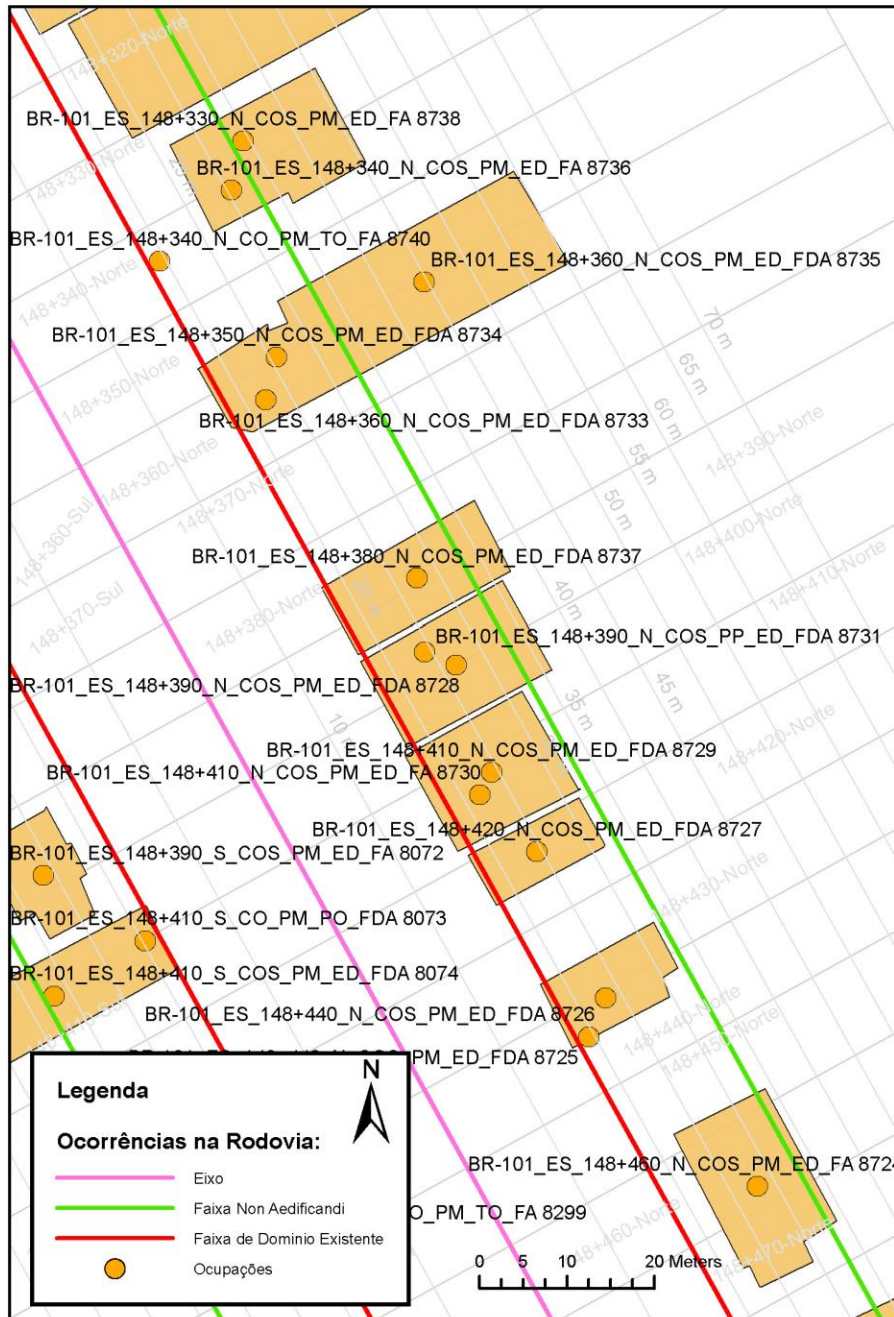 148+320-Norte
BR-101_ES_148+330_N_COS_PM_ED_FA 8738
148+330-Norte
BR-101_ES_148+340_N_COS_PM_ED_FA 8736
BR-101_ES_148+340_N_CO_PM_TO_FA 8740
BR-101_ES_148+360_N_COS_PM_ED_FDA 8735
148+340-Norte
70 m
BR-101_ES_148+350_N_COS_PM_ED_FDA 8734
65 m
148+350-Norte
60 m
BR-101_ES_148+360_N_COS_PM_ED_FDA 8733
148+390-Norte
55 m
148+360-Norte
148+370-Norte
50 m
148+360-Sul
148+400-Norte
BR-101_ES_148+380_N_COS_PM_ED_FDA 8737
148+410-Norte
40 m
148+370-Sul
148+380-Norte
BR-101_ES_148+390_N_COS_PP_ED_FDA 8731
BR-101_ES_148+390_N_COS_PM_ED_FDA 8728
45 m
35 m
10 m
148+420-Norte
BR-101_ES_148+410_N_COS_PM_ED_FDA 8729
BR-101_ES_148+410_N_COS_PM_ED_FA 8730
BR-101_ES_148+420_N_COS_PM_ED_FDA 8727
BR-101_ES_148+390_S_COS_PM_ED_FA 8072
148+430-Norte
BR-101_ES_148+410_S_CO_PM_PO_FDA 8073
BR-101_ES_148+410_S_COS_PM_ED_FDA 8074
BR-101_ES_148+440_N_COS_PM_ED_FDA 8726
148+440-Norte
148+450-Norte
PM_ED_FDA 8725
BR-101_ES_148+460_N_COS_PM_ED_FA 8724
O_PM_TO_FA 8299
148+460-Norte
148+470-Norte
N
Legenda
Ocorrências na Rodovia:
Eixo
Faixa Non Aedificandi
Faixa de Dominio Existente
Ocupações
0 5 10 20 Meters